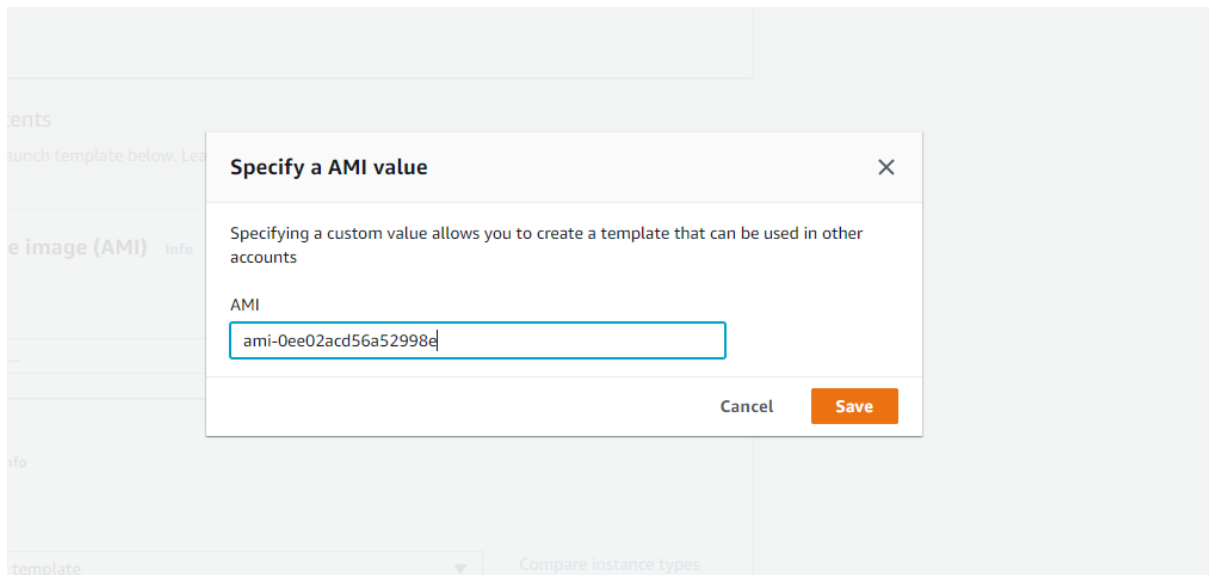 tents
aunch template below. Lea
Specify a AMI value
Specifying a custom value allows you to create a template that can be used in other
accounts
e image (AMI) Info
AMI
ami-0ee02acd56a52998e
...
Cancel Save
nfo
template
Compare instance types